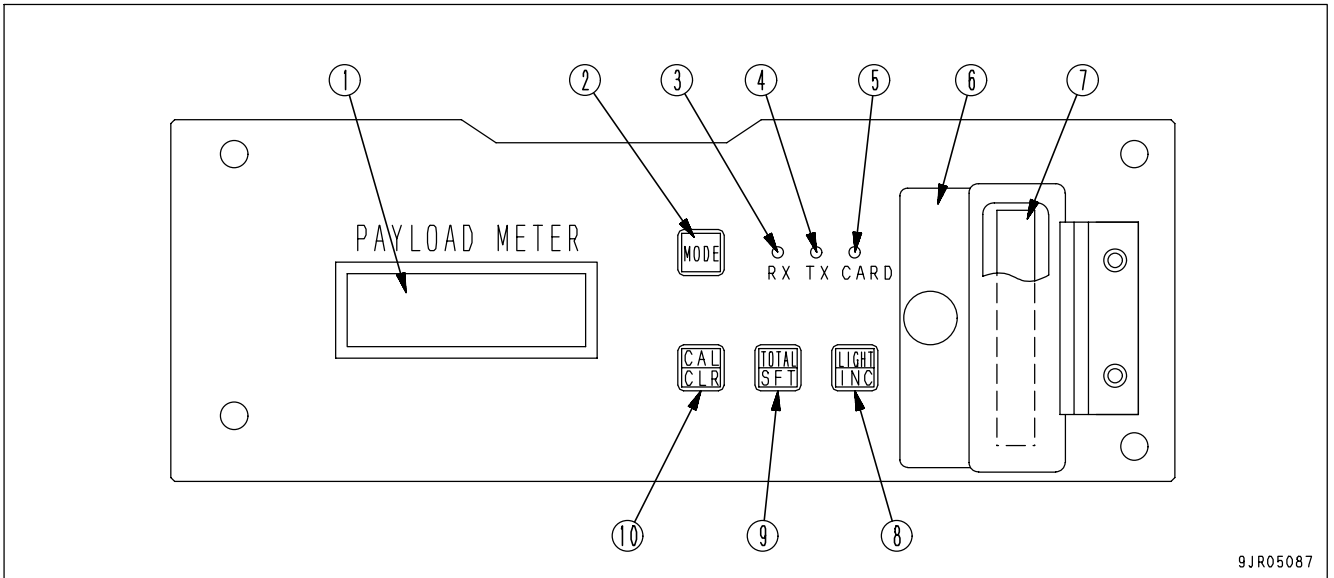 ① ② ③ ④ ⑤ ⑥ ⑦
PAYLOAD METER
MODE
RX TX CARD
CAL
CLR
TOTAL
SFT
LIGHT
INC
⑩ ⑨ ⑧
9JR05087